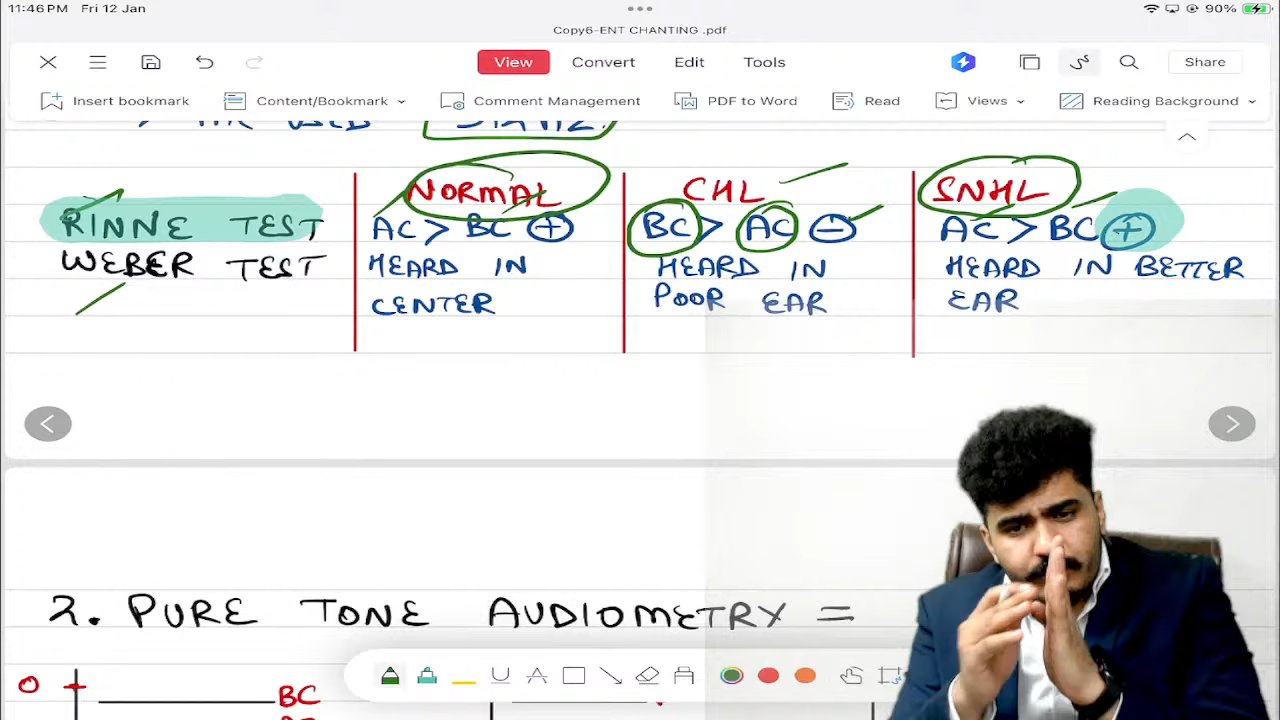 11:46PM Fri 12 Jan
90%
Copy6-ENT CHANTING .pdf
View Convert Edit Tools Share
Insert bookmark Content/Bookmark Comment Management PDF to Word Read Views Reading Background
NORMAL CHL SNHL
RINNE TEST AC > BC + BC > AC - AC > BC +
WEBER TEST HEARD IN HEARD IN HEARD IN BETTER
CENTER POOR EAR EAR
2. PURE TONE AUDIOMETRY =
0 BC